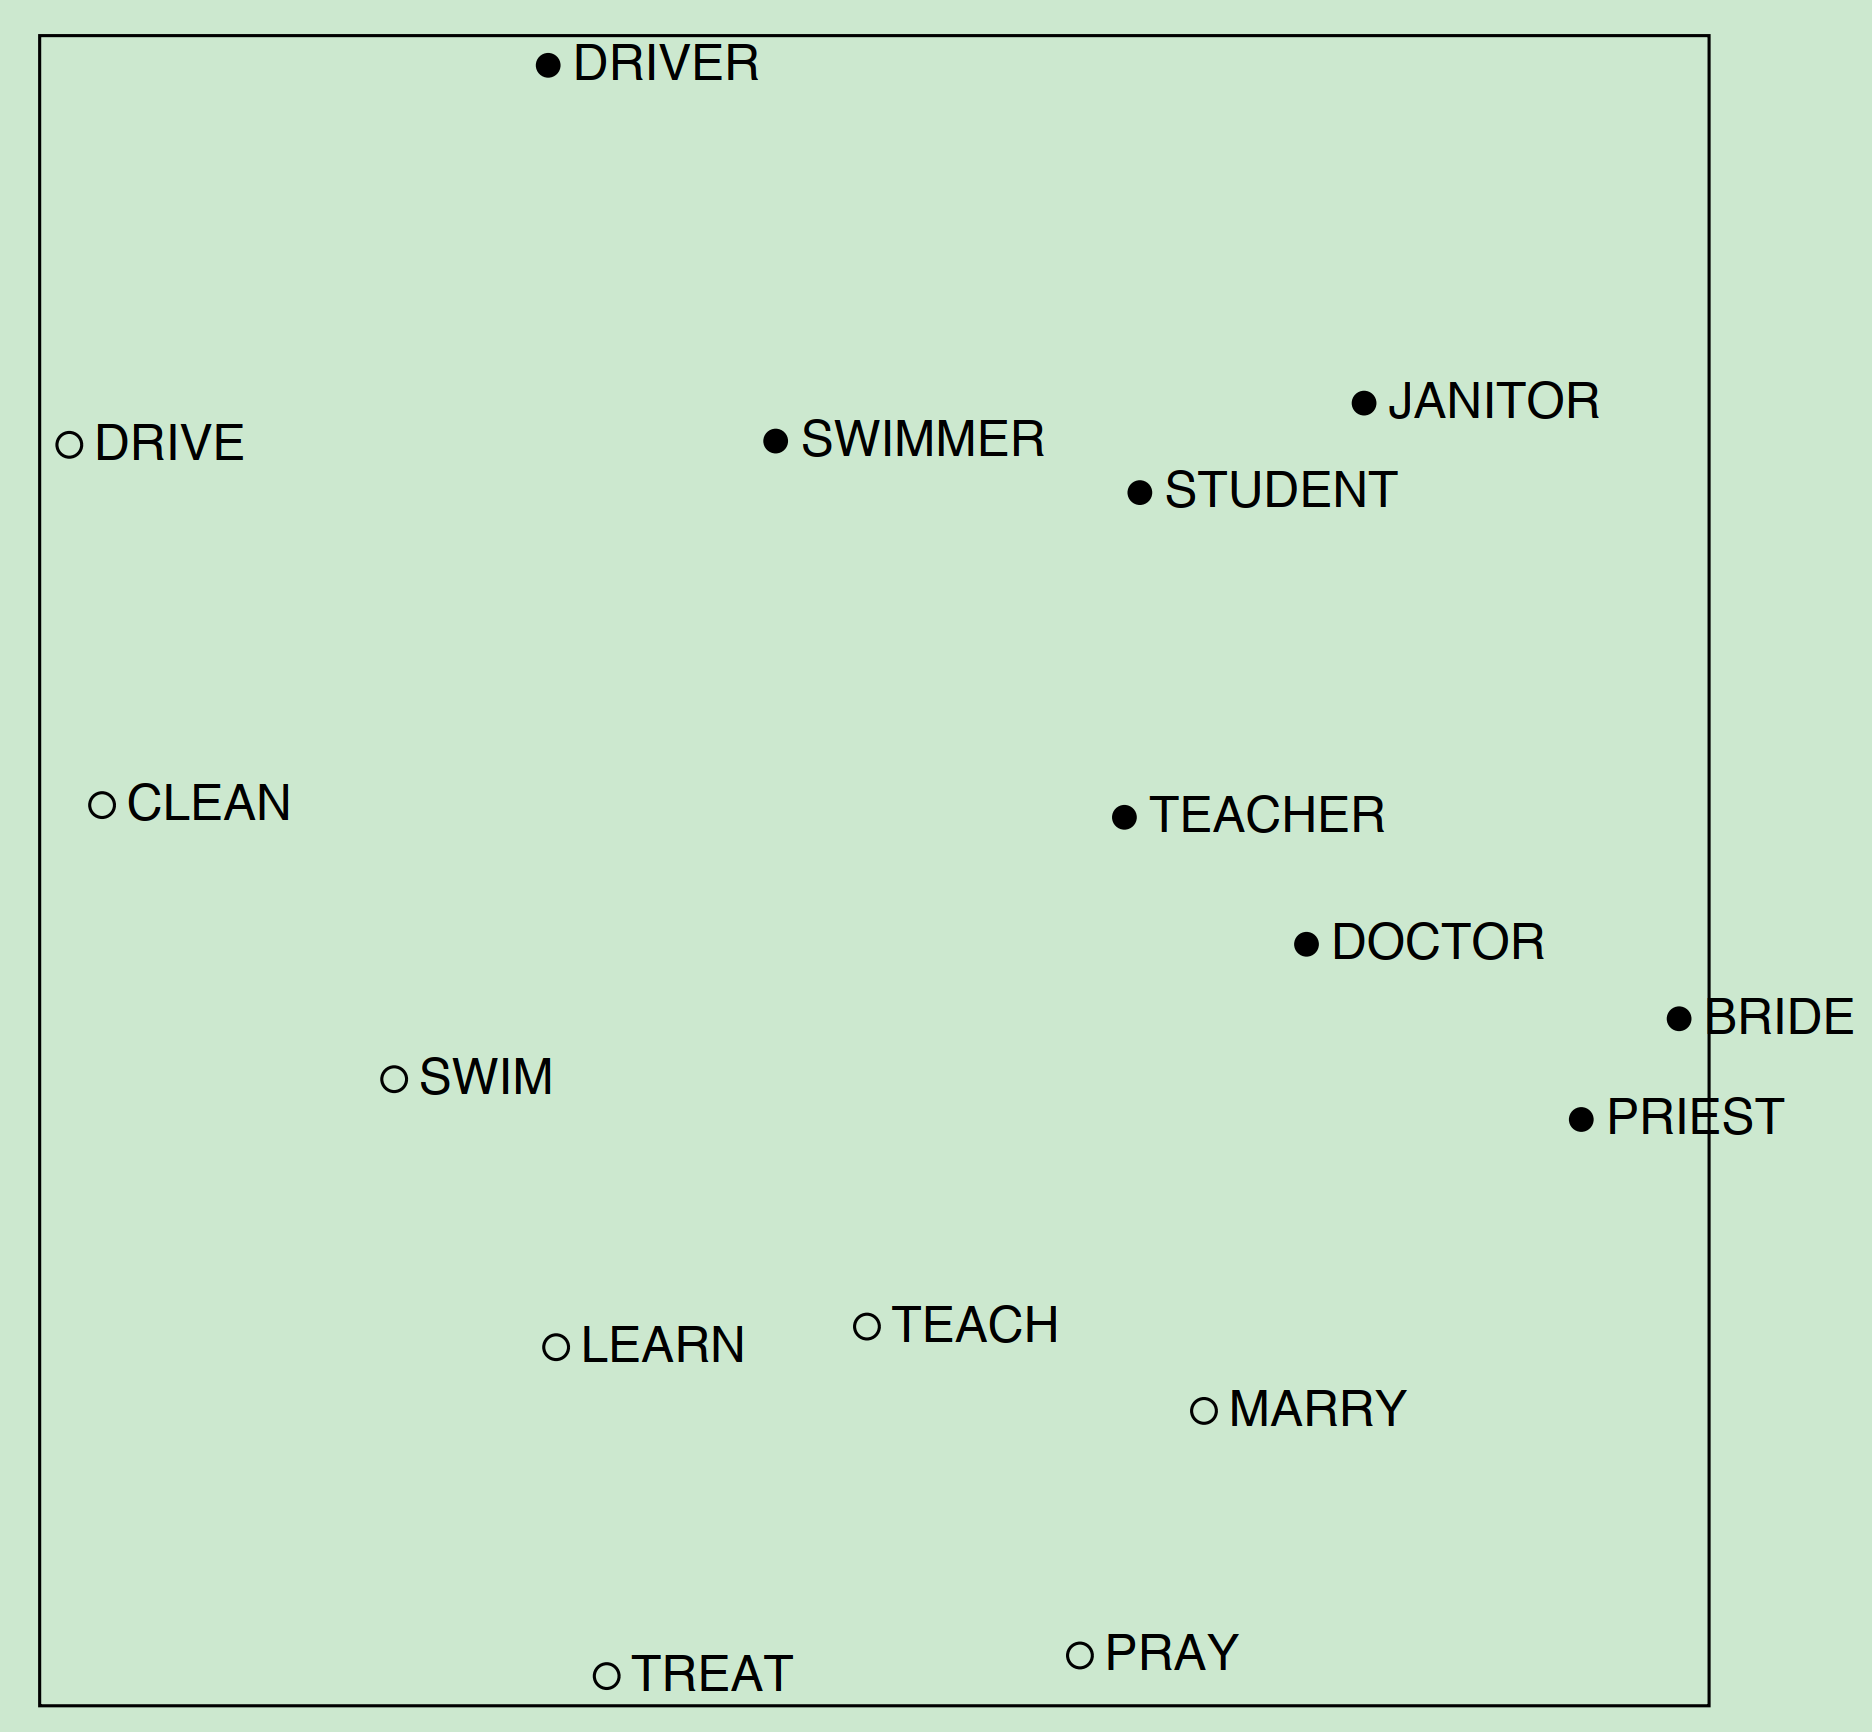 DRIVER
JANITOR
DRIVE
SWIMMER
STUDENT
CLEAN
TEACHER
DOCTOR
BRIDE
SWIM
PRIEST
TEACH
LEARN
MARRY
PRAY
TREAT